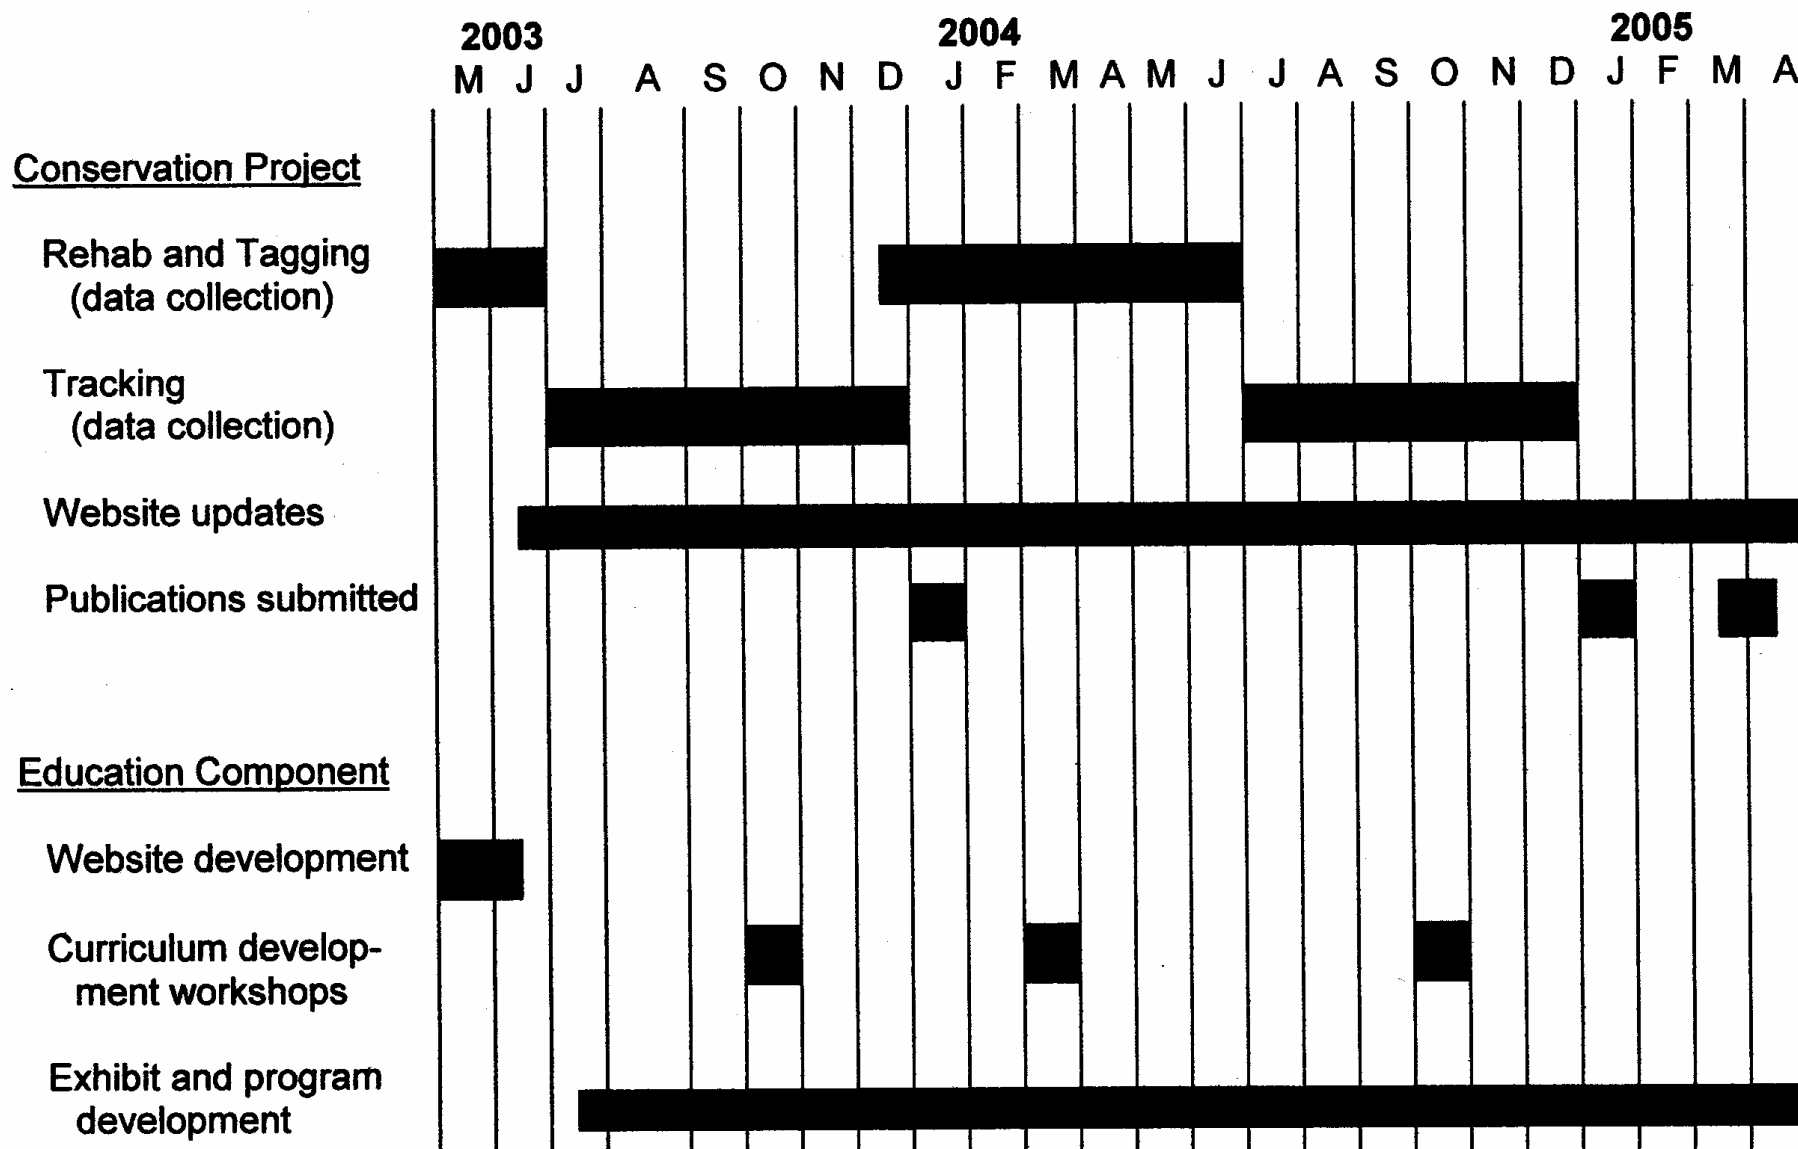 2003 2004 2005
M J J A S O N D J F M A M J J A S O N D J F M A
Conservation Project
Rehab and Tagging
(data collection)
Tracking
(data collection)
Website updates
Publications submitted
Education Component
Website development
Curriculum develop-
ment workshops
Exhibit and program
development